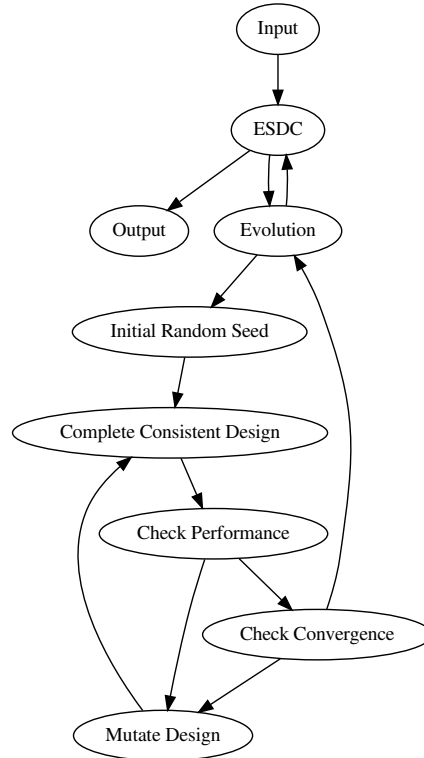 Input
ESDC
Output
Evolution
Initial Random Seed
Complete Consistent Design
Check Performance
Check Convergence
Mutate Design